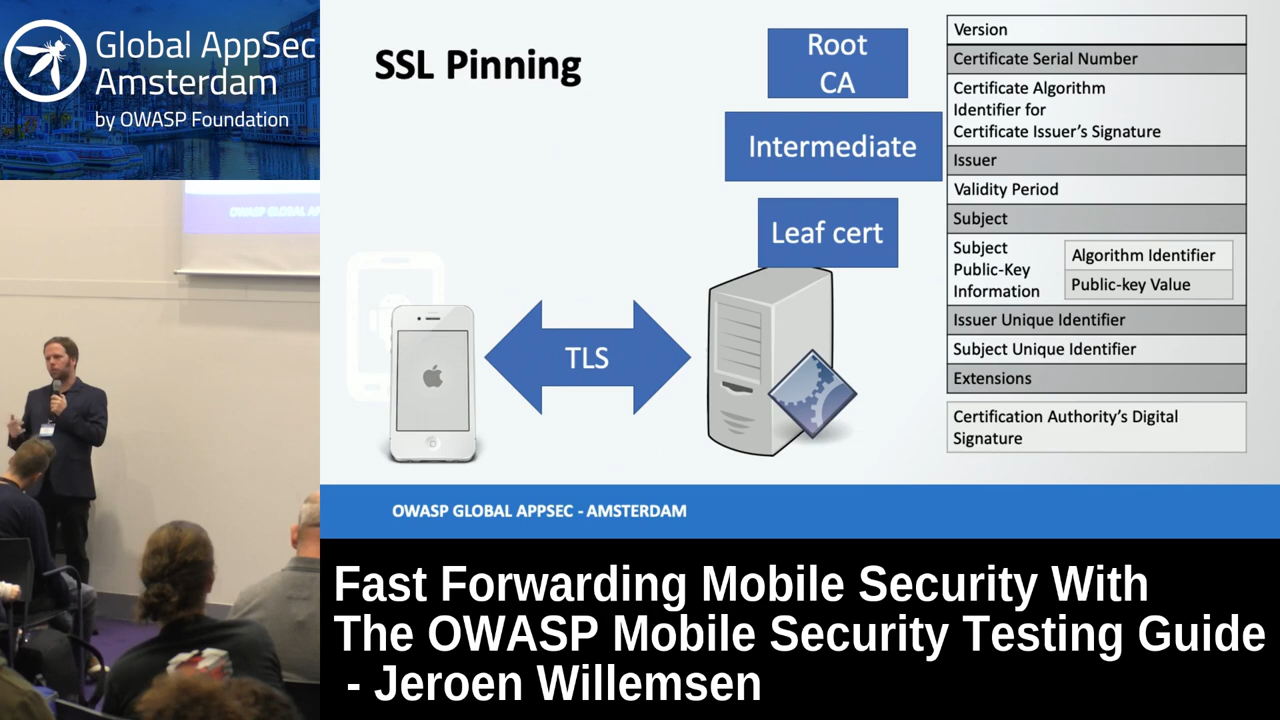 Global AppSec
Amsterdam
by OWASP Foundation
OWASP GLOBAL AP
SSL Pinning
Root
CA
Intermediate
Leaf cert
TLS
Version
Certificate Serial Number
Certificate Algorithm
Identifier for
Certificate Issuer's Signature
Issuer
Validity Period
Subject
Subject
Public-Key
Information
Algorithm Identifier
Public-key Value
Issuer Unique Identifier
Subject Unique Identifier
Extensions
Certification Authority's Digital
Signature
OWASP GLOBAL APPSEC - AMSTERDAM
Fast Forwarding Mobile Security With
The OWASP Mobile Security Testing Guide
- Jeroen Willemsen